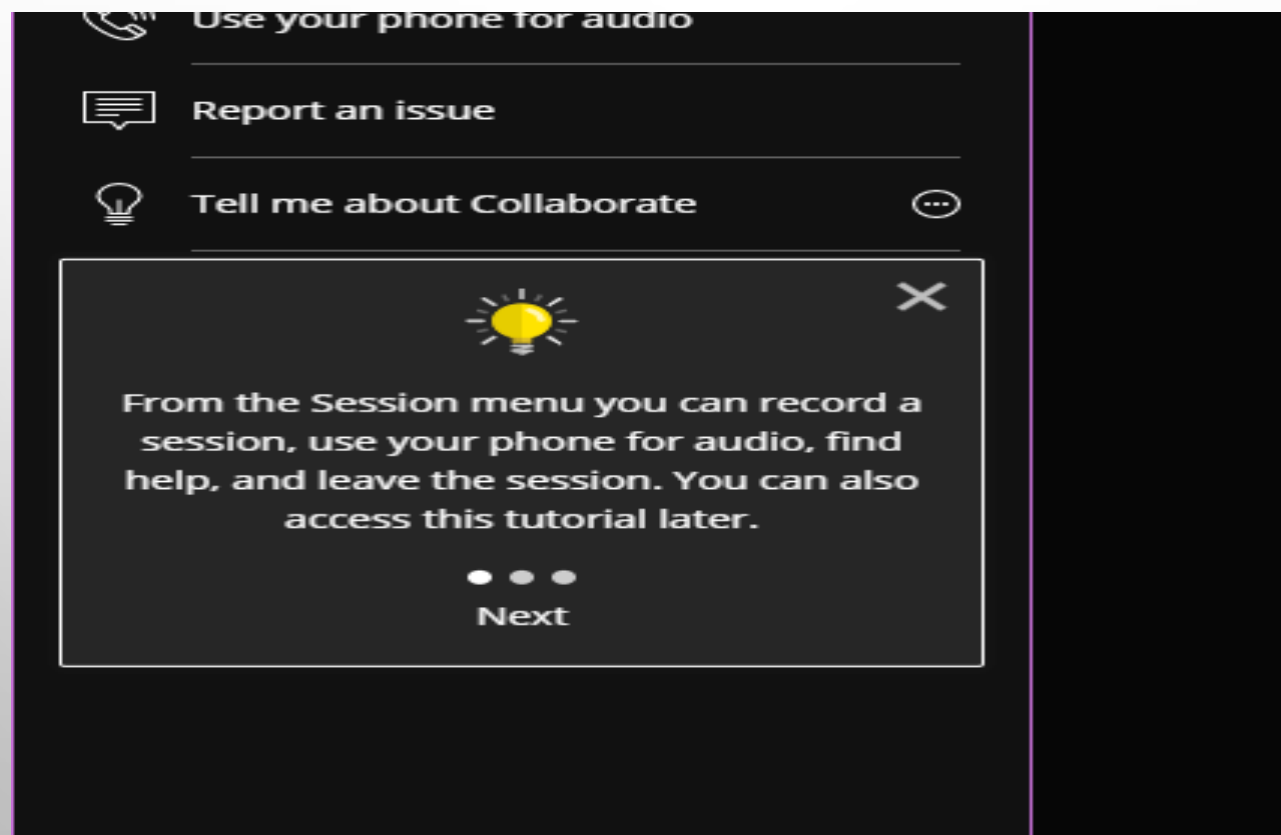 Use your phone for audio
Report an issue
Tell me about Collaborate
From the Session menu you can record a
session, use your phone for audio, find
help, and leave the session. You can also
access this tutorial later.
Next